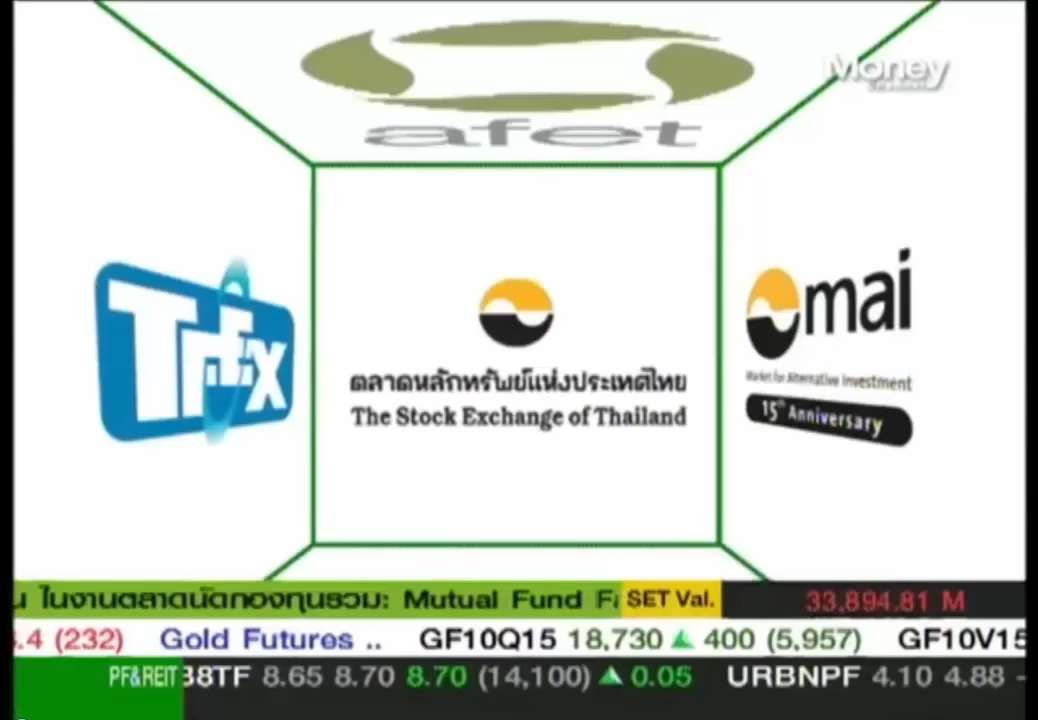 Money
afet
TFEX
ตลาดหลักทรัพย์แห่งประเทศไทย
The Stock Exchange of Thailand
mai
Market for Alternative Investment
15th Anniversary
ในงานตลาดนัดกองทุนรวม: Mutual Fund SET Val. 33,894.81 M
.4 (232) Gold Futures .. GF10Q15 18,730 ▲ 400 (5,957) GF10V15
PF&REIT 38TF 8.65 8.70 8.70 (14,100) ▲ 0.05 URBNPF 4.10 4.88 -